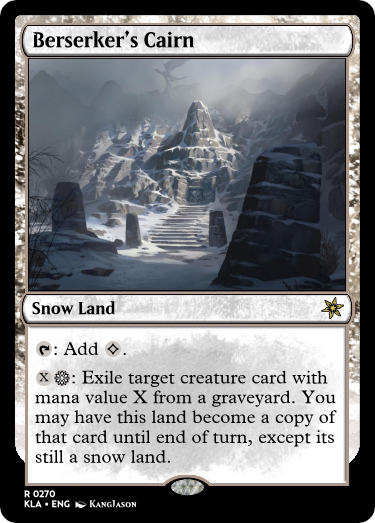 Berserker's Cairn
Snow Land
: Add .
X : Exile target creature card with
mana value X from a graveyard. You
may have this land become a copy of
that card until end of turn, except its
still a snow land.
R 0270
KLA • ENG KangJason